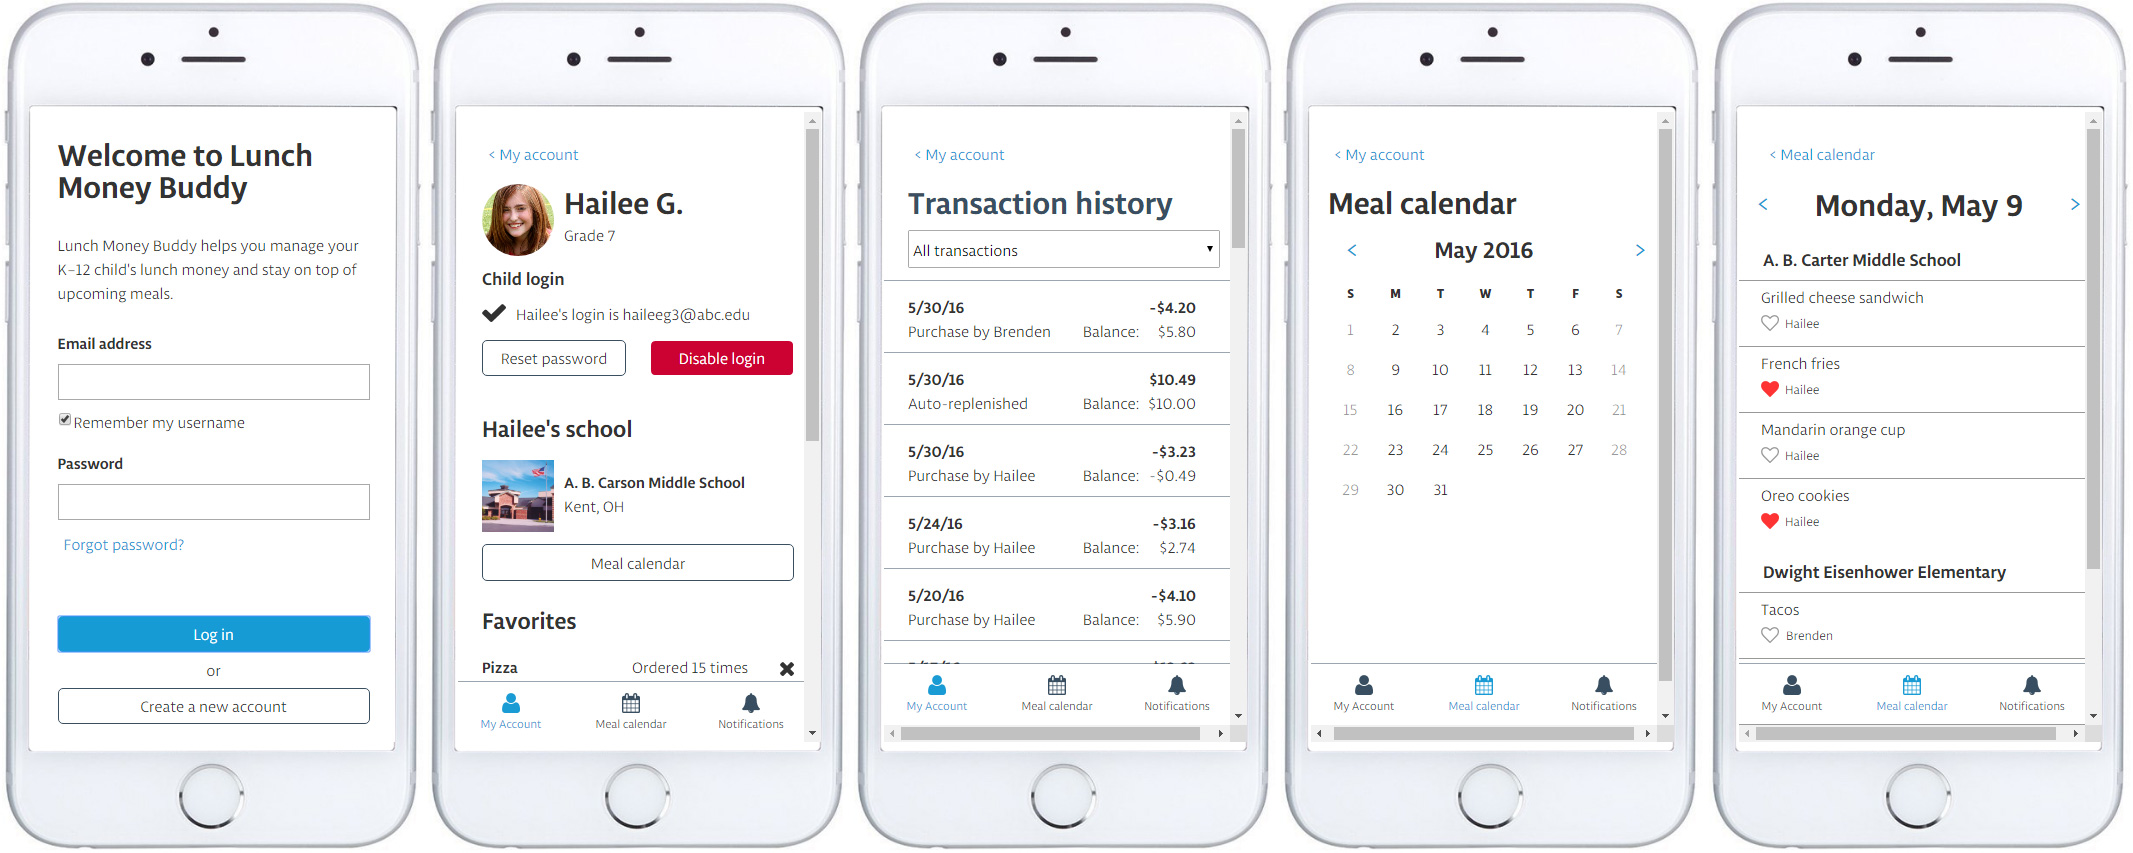 Welcome to Lunch
Money Buddy
Lunch Money Buddy helps you manage your
K-12 child's lunch money and stay on top of
upcoming meals.
Email address
Remember my username
Password
Forgot password?
Log in
or
Create a new account
< My account
Hailee G.
Grade 7
Child login
Hailee's login is haileeg3@abc.edu
Reset password Disable login
Hailee's school
A. B. Carson Middle School
Kent, OH
Meal calendar
Favorites
Pizza Ordered 15 times
My Account Meal calendar Notifications
< My account
Transaction history
All transactions
5/30/16 -$4.20
Purchase by Brenden Balance: $5.80
5/30/16 $10.49
Auto-replenished Balance: $10.00
5/30/16 -$3.23
Purchase by Hailee Balance: -$0.49
5/24/16 -$3.16
Purchase by Hailee Balance: $2.74
5/20/16 -$4.10
Purchase by Hailee Balance: $5.90
My Account Meal calendar Notifications
< My account
Meal calendar
< May 2016 >
S M T W T F S
1 2 3 4 5 6 7
8 9 10 11 12 13 14
15 16 17 18 19 20 21
22 23 24 25 26 27 28
29 30 31
My Account Meal calendar Notifications
< Meal calendar
< Monday, May 9 >
A. B. Carter Middle School
Grilled cheese sandwich
Hailee
French fries
Hailee
Mandarin orange cup
Hailee
Oreo cookies
Hailee
Dwight Eisenhower Elementary
Tacos
Brenden
My Account Meal calendar Notifications